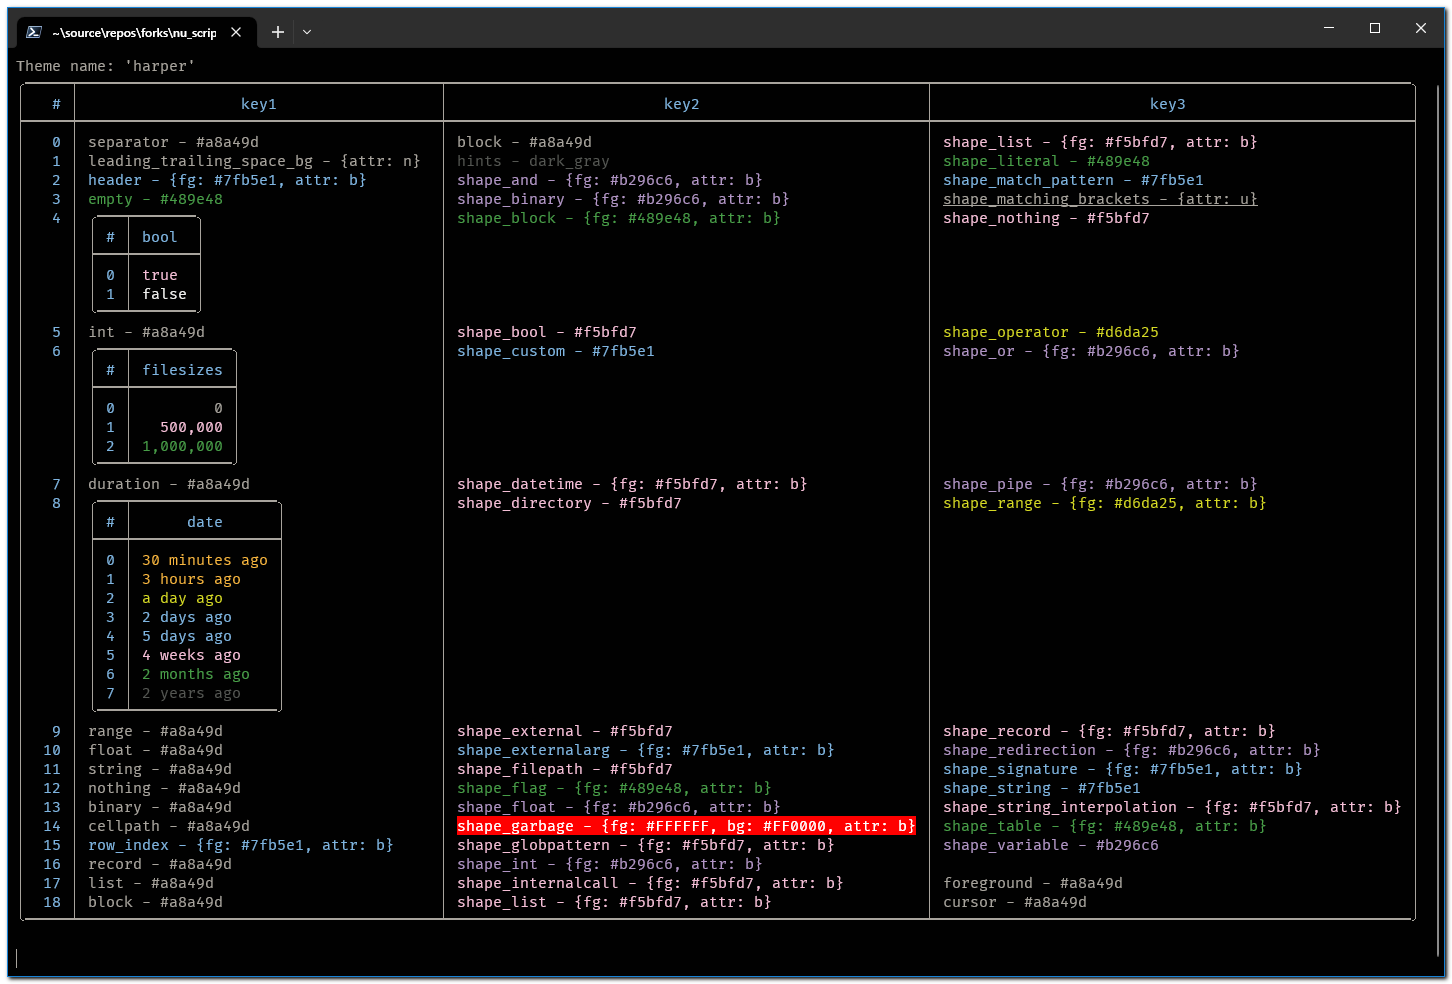 ~\source\repos\forks\nu_scrip
Theme name: 'harper'
# key1 key2 key3
0 separator - #a8a49d block - #a8a49d shape_list - {fg: #f5bfd7, attr: b}
1 leading_trailing_space_bg - {attr: n} hints - dark_gray shape_literal - #489e48
2 header - {fg: #7fb5e1, attr: b} shape_and - {fg: #b296c6, attr: b} shape_match_pattern - #7fb5e1
3 empty - #489e48 shape_binary - {fg: #b296c6, attr: b} shape_matching_brackets - {attr: u}
4 shape_block - {fg: #489e48, attr: b} shape_nothing - #f5bfd7
# bool
0 true
1 false
5 int - #a8a49d shape_bool - #f5bfd7 shape_operator - #d6da25
6 shape_custom - #7fb5e1 shape_or - {fg: #b296c6, attr: b}
# filesizes
0 0
1 500,000
2 1,000,000
7 duration - #a8a49d shape_datetime - {fg: #f5bfd7, attr: b} shape_pipe - {fg: #b296c6, attr: b}
8 shape_directory - #f5bfd7 shape_range - {fg: #d6da25, attr: b}
# date
0 30 minutes ago
1 3 hours ago
2 a day ago
3 2 days ago
4 5 days ago
5 4 weeks ago
6 2 months ago
7 2 years ago
9 range - #a8a49d shape_external - #f5bfd7 shape_record - {fg: #f5bfd7, attr: b}
10 float - #a8a49d shape_externalarg - {fg: #7fb5e1, attr: b} shape_redirection - {fg: #b296c6, attr: b}
11 string - #a8a49d shape_filepath - #f5bfd7 shape_signature - {fg: #7fb5e1, attr: b}
12 nothing - #a8a49d shape_flag - {fg: #489e48, attr: b} shape_string - #7fb5e1
13 binary - #a8a49d shape_float - {fg: #b296c6, attr: b} shape_string_interpolation - {fg: #f5bfd7, attr: b}
14 cellpath - #a8a49d shape_garbage - {fg: #FFFFFF, bg: #FF0000, attr: b} shape_table - {fg: #489e48, attr: b}
15 row_index - {fg: #7fb5e1, attr: b} shape_globpattern - {fg: #f5bfd7, attr: b} shape_variable - #b296c6
16 record - #a8a49d shape_int - {fg: #b296c6, attr: b}
17 list - #a8a49d shape_internalcall - {fg: #f5bfd7, attr: b} foreground - #a8a49d
18 block - #a8a49d shape_list - {fg: #f5bfd7, attr: b} cursor - #a8a49d